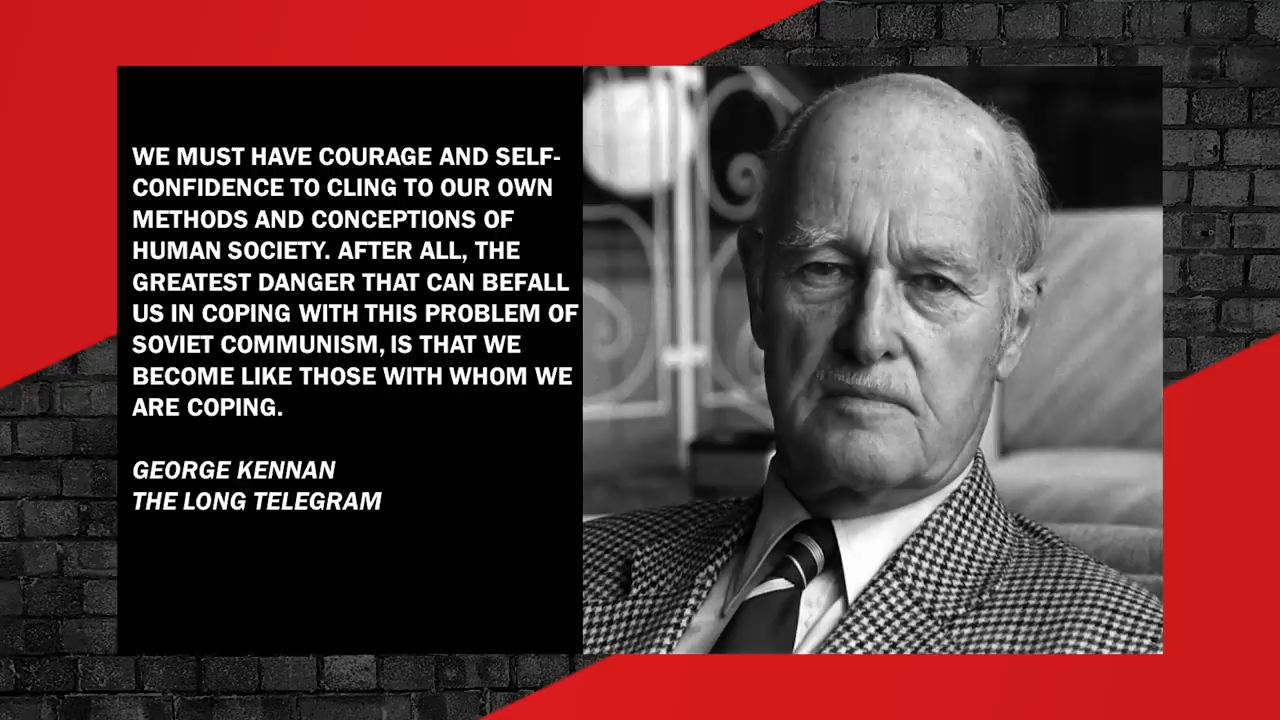 WE MUST HAVE COURAGE AND SELF-
CONFIDENCE TO CLING TO OUR OWN
METHODS AND CONCEPTIONS OF
HUMAN SOCIETY. AFTER ALL, THE
GREATEST DANGER THAT CAN BEFALL
US IN COPING WITH THIS PROBLEM OF
SOVIET COMMUNISM, IS THAT WE
BECOME LIKE THOSE WITH WHOM WE
ARE COPING.
GEORGE KENNAN
THE LONG TELEGRAM